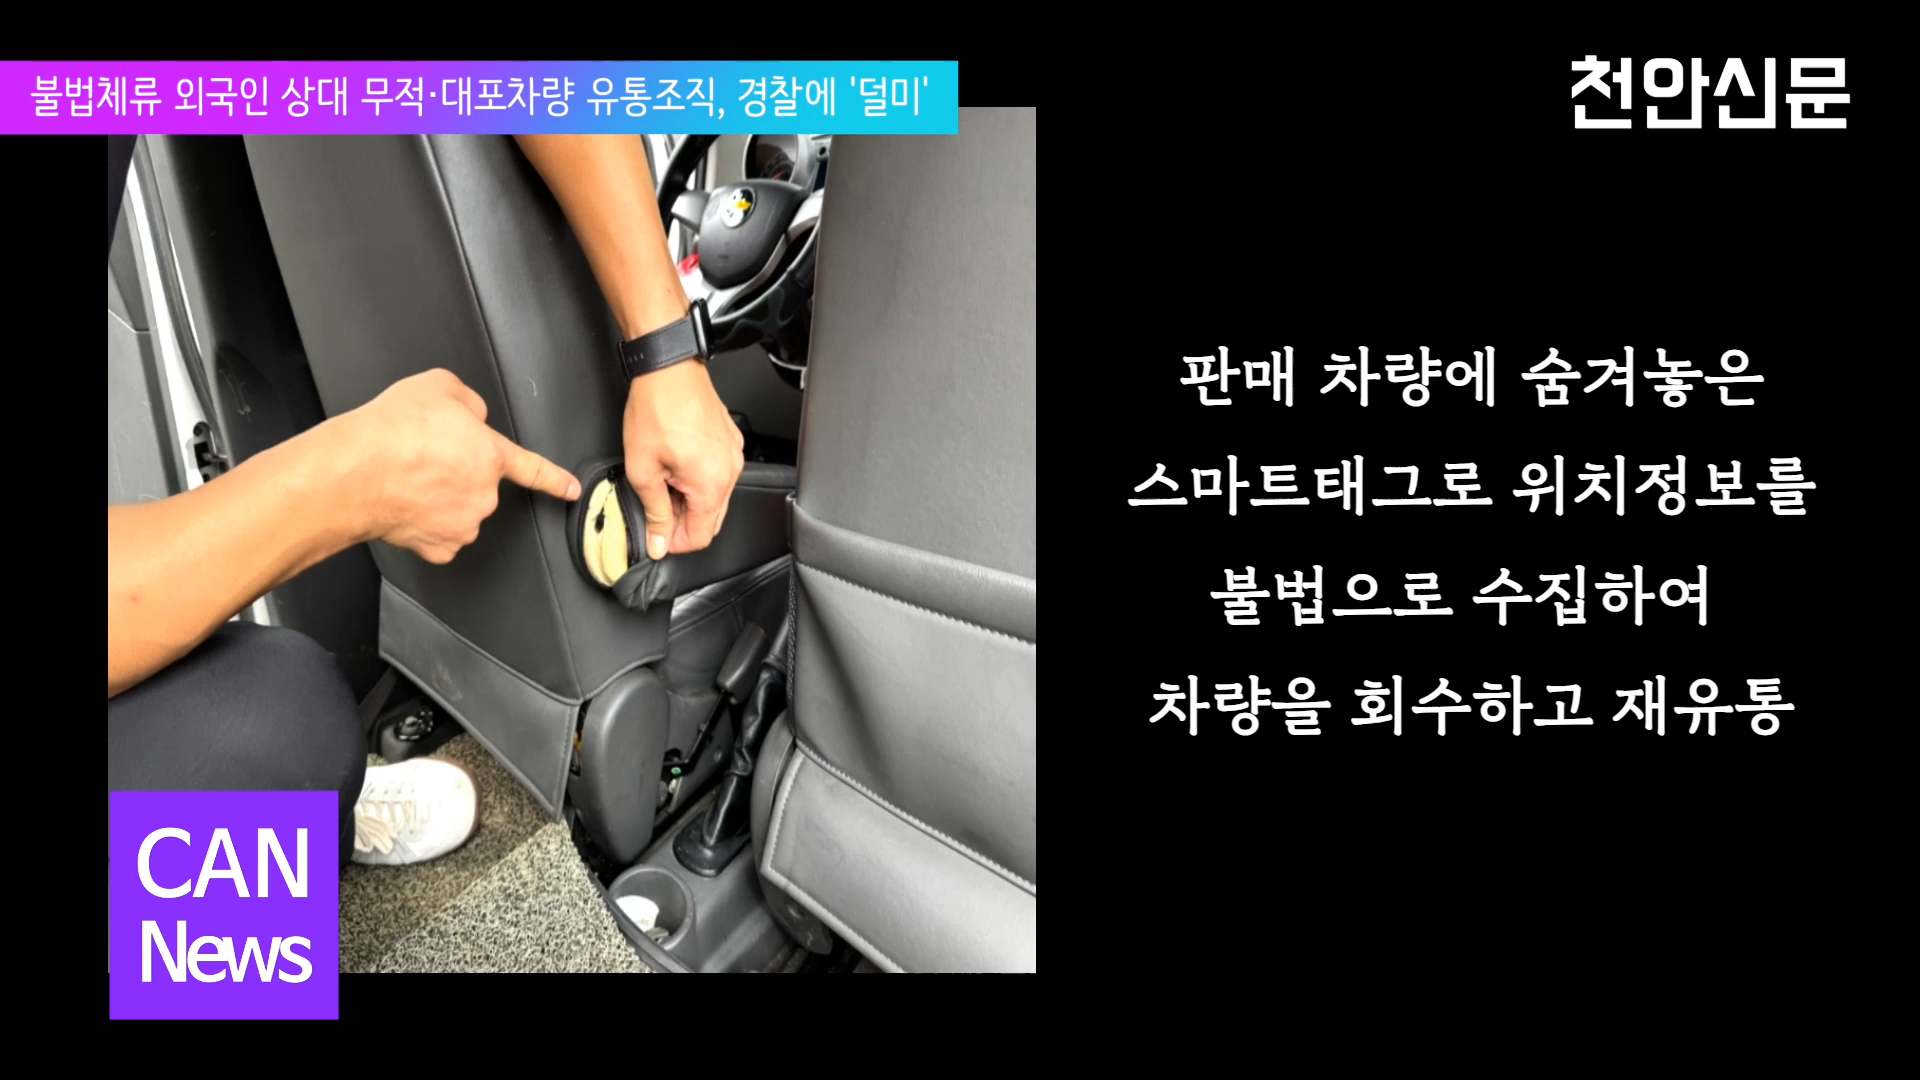 불법체류 외국인 상대 무적·대포차량 유통조직, 경찰에 '덜미'
천안신문
판매 차량에 숨겨놓은
스마트태그로 위치정보를
불법으로 수집하여
차량을 회수하고 재유통
CAN
News